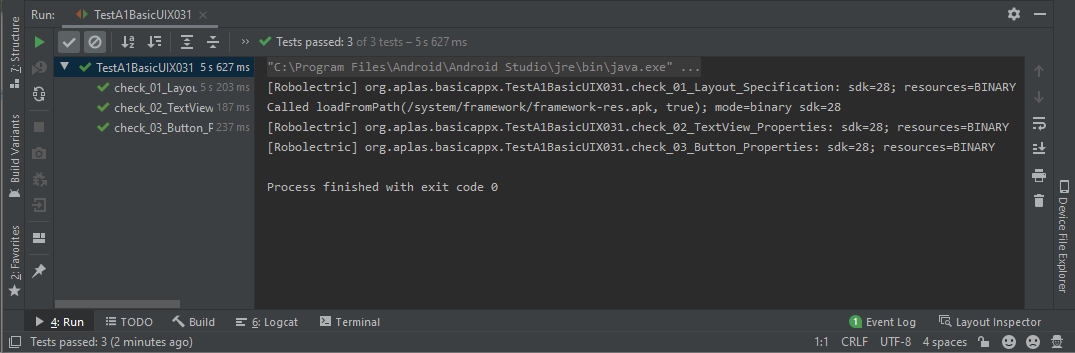 Run: TestA1BasicUIX031
Z: Structure
Build Variants
2: Favorites
» Tests passed: 3 of 3 tests – 5 s 627 ms
TestA1BasicUIX031 5 s 627 ms
check_01_Layou 5 s 203 ms
check_02_TextView 187 ms
check_03_Button_P 237 ms
"C:\Program Files\Android\Android Studio\jre\bin\java.exe" ...
[Robolectric] org.aplas.basicappx.TestA1BasicUIX031.check_01_Layout_Specification: sdk=28; resources=BINARY
Called loadFromPath(/system/framework/framework-res.apk, true); mode=binary sdk=28
[Robolectric] org.aplas.basicappx.TestA1BasicUIX031.check_02_TextView_Properties: sdk=28; resources=BINARY
[Robolectric] org.aplas.basicappx.TestA1BasicUIX031.check_03_Button_Properties: sdk=28; resources=BINARY
Process finished with exit code 0
Device File Explorer
4: Run TODO Build 6: Logcat Terminal 1 Event Log Layout Inspector
Tests passed: 3 (2 minutes ago) 1:1 CRLF UTF-8 4 spaces